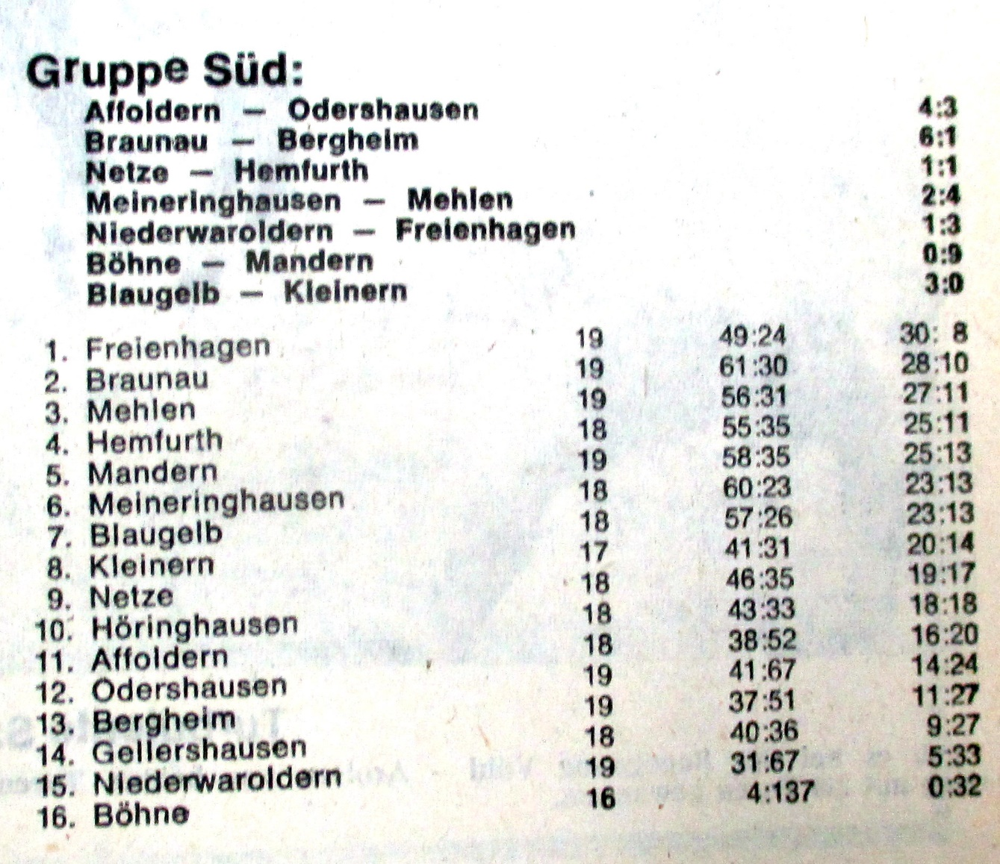 Gruppe Süd:
Affoldern — Odershausen 4:3
Braunau — Bergheim 6:1
Netze — Hemfurth 1:1
Meineringhausen — Mehlen 2:4
Niederwaroldern — Freienhagen 1:3
Böhne — Mandern 0:9
Blaugelb — Kleinern 3:0
1. Freienhagen 19 49:24 30: 8
2. Braunau 19 61:30 28:10
3. Mehlen 19 56:31 27:11
4. Hemfurth 18 55:35 25:11
5. Mandern 19 58:35 25:13
6. Meineringhausen 18 60:23 23:13
7. Blaugelb 18 57:26 23:13
8. Kleinern 17 41:31 20:14
9. Netze 18 46:35 19:17
10. Höringhausen 18 43:33 18:18
11. Affoldern 18 38:52 16:20
12. Odershausen 19 41:67 14:24
13. Bergheim 19 37:51 11:27
14. Gellershausen 18 40:36 9:27
15. Niederwaroldern 19 31:67 5:33
16. Böhne 16 4:137 0:32